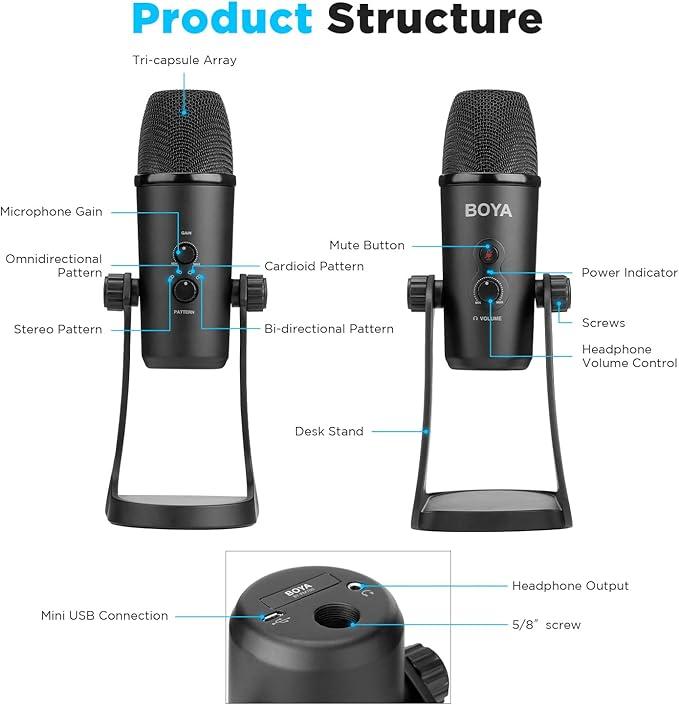 Product Structure
Tri-capsule Array
Microphone Gain
Omnidirectional
Pattern
Cardioid Pattern
Stereo Pattern
Bi-directional Pattern
GAIN
PATTERN
BOYA
Mute Button
Power Indicator
Screws
Headphone
Volume Control
VOLUME
Desk Stand
BOYA
Headphone Output
Mini USB Connection
5/8" screw